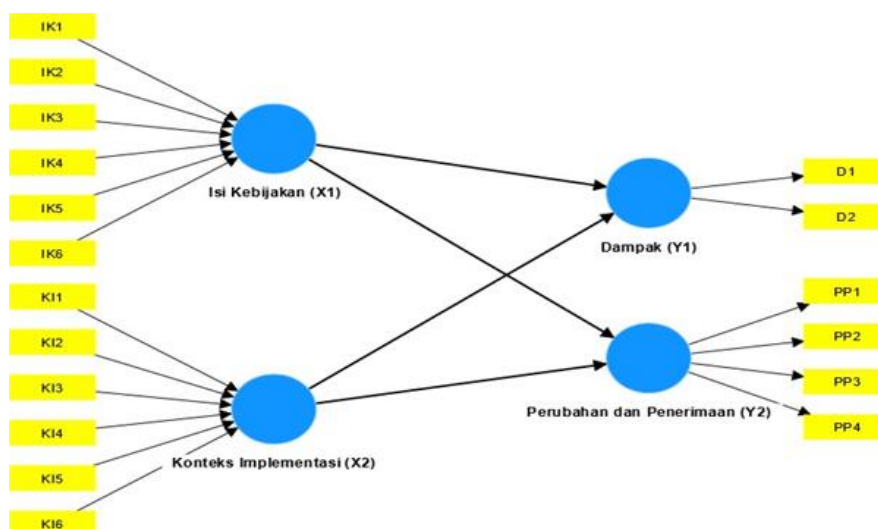 IK1
IK2
IK3
IK4
IK5
IK6
Isi Kebijakan (X1)
KI1
KI2
KI3
KI4
KI5
KI6
Konteks Implementasi (X2)
Dampak (Y1)
D1
D2
Perubahan dan Penerimaan (Y2)
PP1
PP2
PP3
PP4